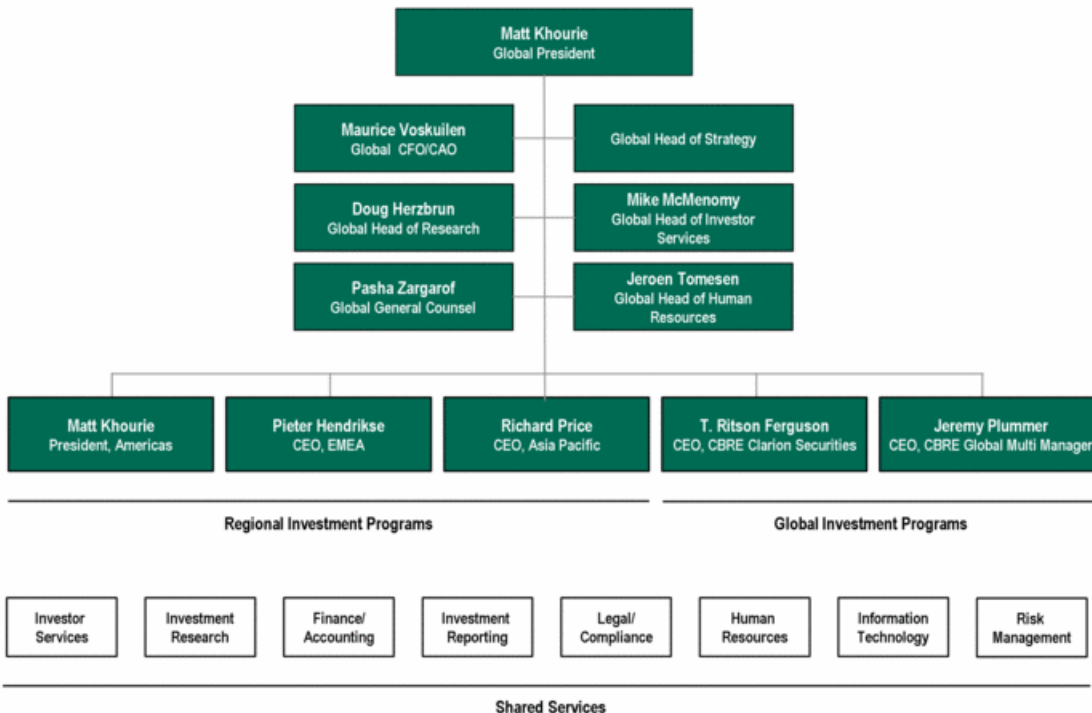 Matt Khourie
Global President
Maurice Voskuilen
Global CFO/CAO
Global Head of Strategy
Doug Herzbrun
Global Head of Research
Mike McMenomy
Global Head of Investor
Services
Pasha Zargarof
Global General Counsel
Jeroen Tomesen
Global Head of Human
Resources
Matt Khourie
President, Americas
Pieter Hendrikse
CEO, EMEA
Richard Price
CEO, Asia Pacific
T. Ritson Ferguson
CEO, CBRE Clarion Securities
Jeremy Plummer
CEO, CBRE Global Multi Manager
Regional Investment Programs
Global Investment Programs
Investor
Services
Investment
Research
Finance/
Accounting
Investment
Reporting
Legal/
Compliance
Human
Resources
Information
Technology
Risk
Management
Shared Services